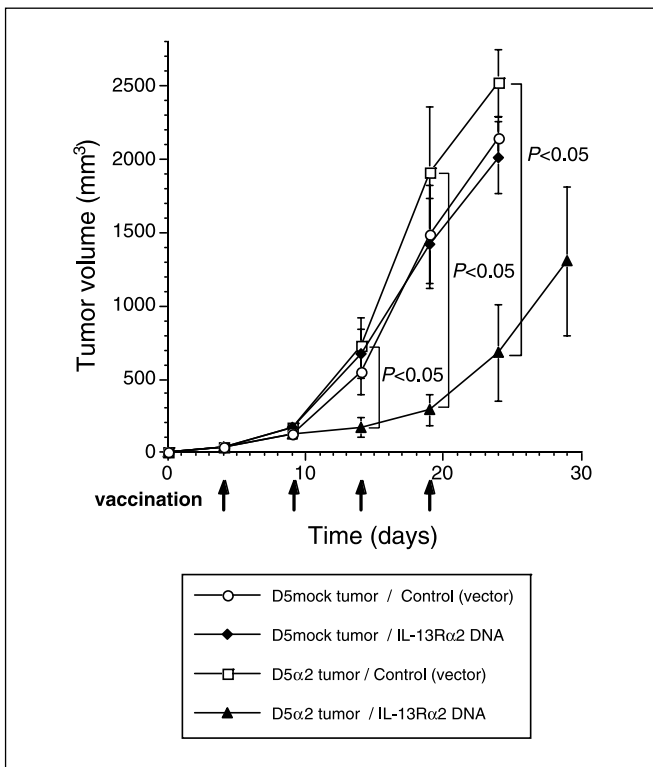 Tumor volume (mm³)
2500
2000
1500
1000
500
0
P<0.05
P<0.05
P<0.05
0
10
20
30
vaccination
Time (days)
D5mock tumor / Control (vector)
D5mock tumor / IL-13Rα2 DNA
D5α2 tumor / Control (vector)
D5α2 tumor / IL-13Rα2 DNA